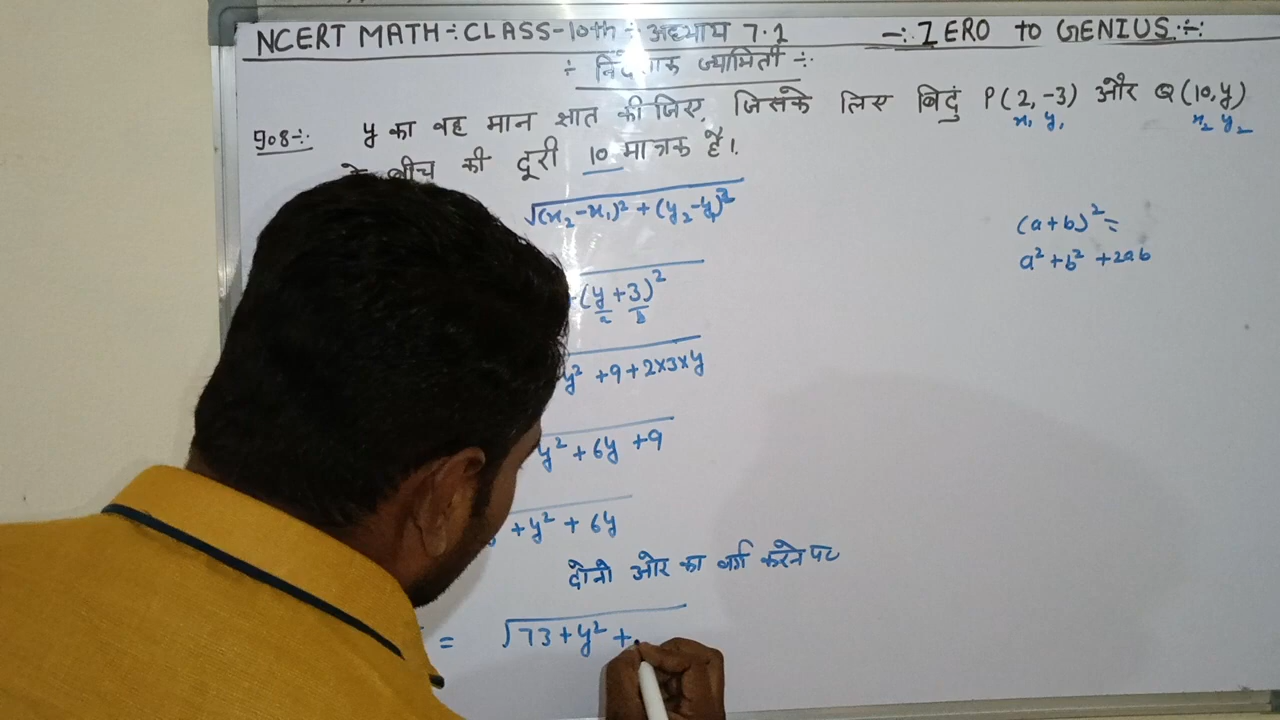 NCERT MATH÷CLASS-10th÷ अध्याय 7.1 -:. ZERO to GENIUS.÷:
÷ निर्देशांक ज्यामिती ÷:.
प्र०8÷. y का वह मान ज्ञात कीजिए, जिसके लिए बिदुं P(2,-3) और Q(10,y)
x₁ y₁ x₂ y₂
के बीच की दूरी 10 मात्रक है।
√(x₂-x₁)² + (y₂-y₁)²
(a+b)²=
a²+b²+2ab
(y+3)²
a b
y² +9+2x3xy
y²+6y+9
+y²+6y
दोनो ओर का वर्ग करने पर
= √73+y²+